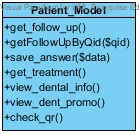 Patient_Model
+get_follow_up()
+getFollowUpByQid($qid)
+save_answer($data)
+get_treatment()
+view_dental_info()
+view_dent_promo()
+check_qr()